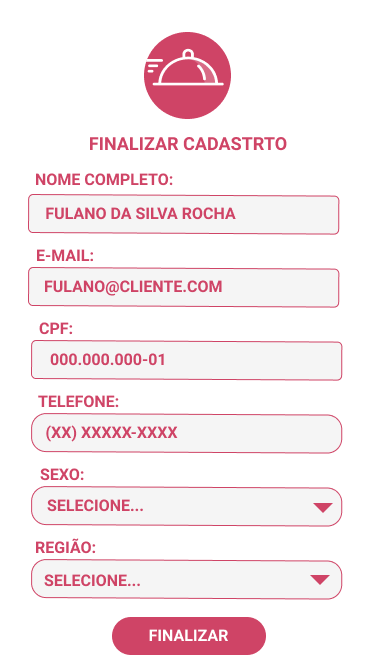 FINALIZAR CADASTRTO
NOME COMPLETO:
FULANO DA SILVA ROCHA
E-MAIL:
FULANO@CLIENTE.COM
CPF:
000.000.000-01
TELEFONE:
(XX) XXXXX-XXXX
SEXO:
SELECIONE...
REGIÃO:
SELECIONE...
FINALIZAR